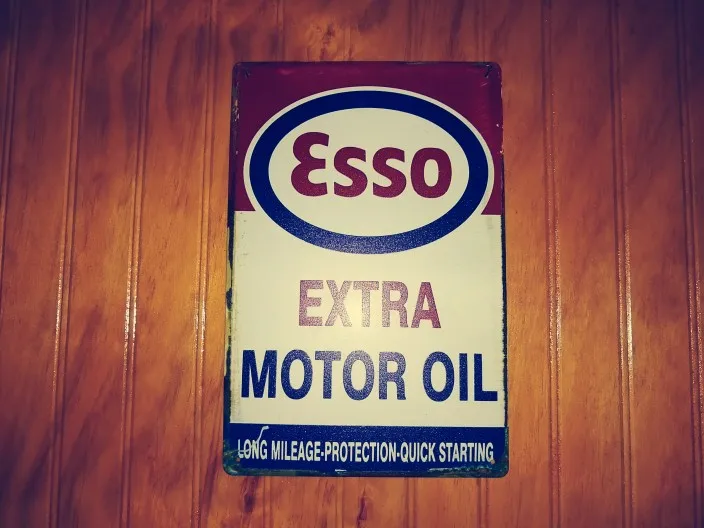 Esso
EXTRA
MOTOR OIL
LONG MILEAGE-PROTECTION-QUICK STARTING